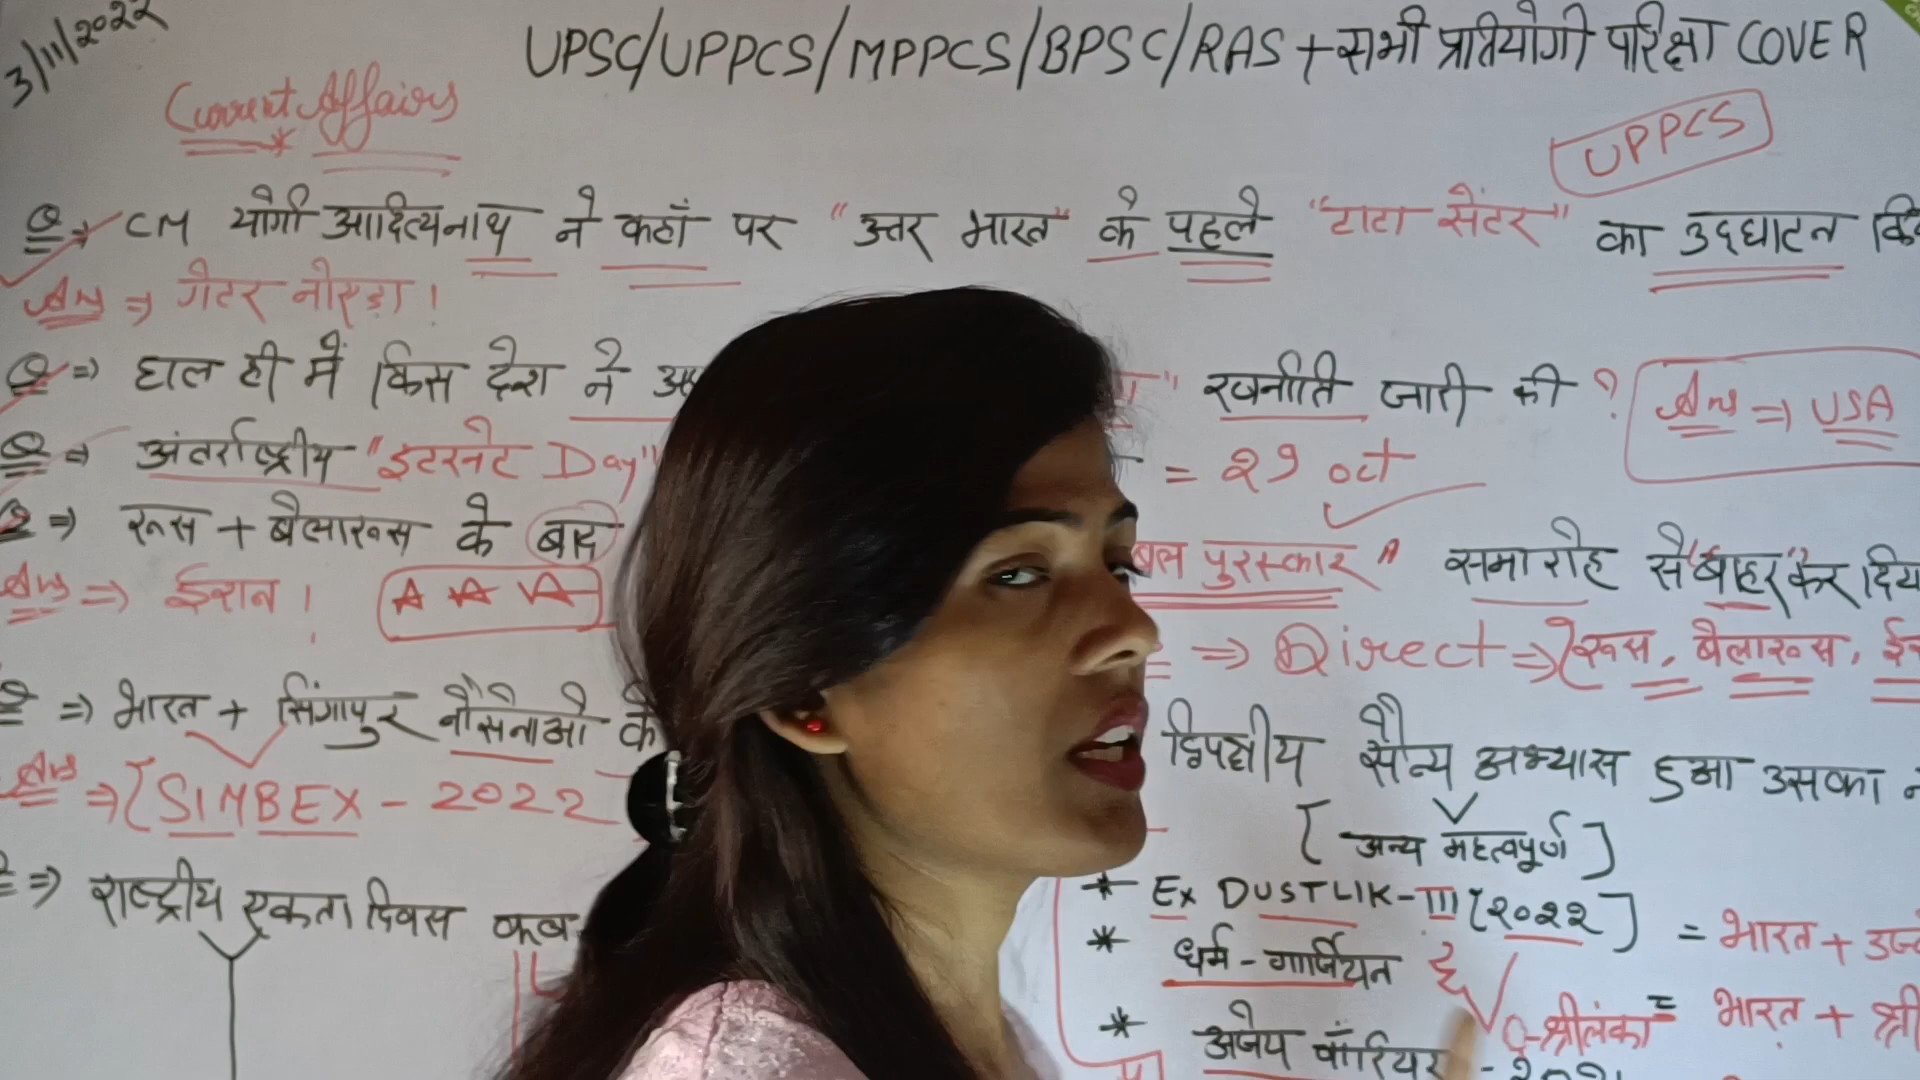 3/11/2022
UPSC/UPPCS/MPPCS/BPSC/RAS + सभी प्रतियोगी परिक्षा COVER
Current Affairs
UPPCS
Q ⇒ CM योगी आदित्यनाथ ने कहाँ पर "उत्तर भारत" के पहले "टाटा सेंटर" का उद्घाटन
Ans ⇒ गेटर नोएडा !
Q ⇒ हाल ही में किस देश ने रणनीति जारी की ? Ans ⇒ USA
Q ⇒ अंतर्राष्ट्रीय "इंटरनेट Day" = 29 oct
Q ⇒ रूस + बेलारूस के बाद पुरस्कार" समारोह से "बाहर" कर दिया
Ans ⇒ ईरान ! ⇒ Direct ⇒ [रूस, बेलारूस,
Q ⇒ भारत + सिंगापुर नौसेनाओ के द्विपक्षीय सैन्य अभ्यास हुआ उसका
Ans ⇒ [SIMBEX - 2022
[अन्य महत्वपूर्ण]
⇒ राष्ट्रीय एकता दिवस कब
* Ex DUSTLIK-III [2022] = भारत +
* धर्म - गार्जियन
श्रीलंका = भारत +
* अजेय वॉरियर